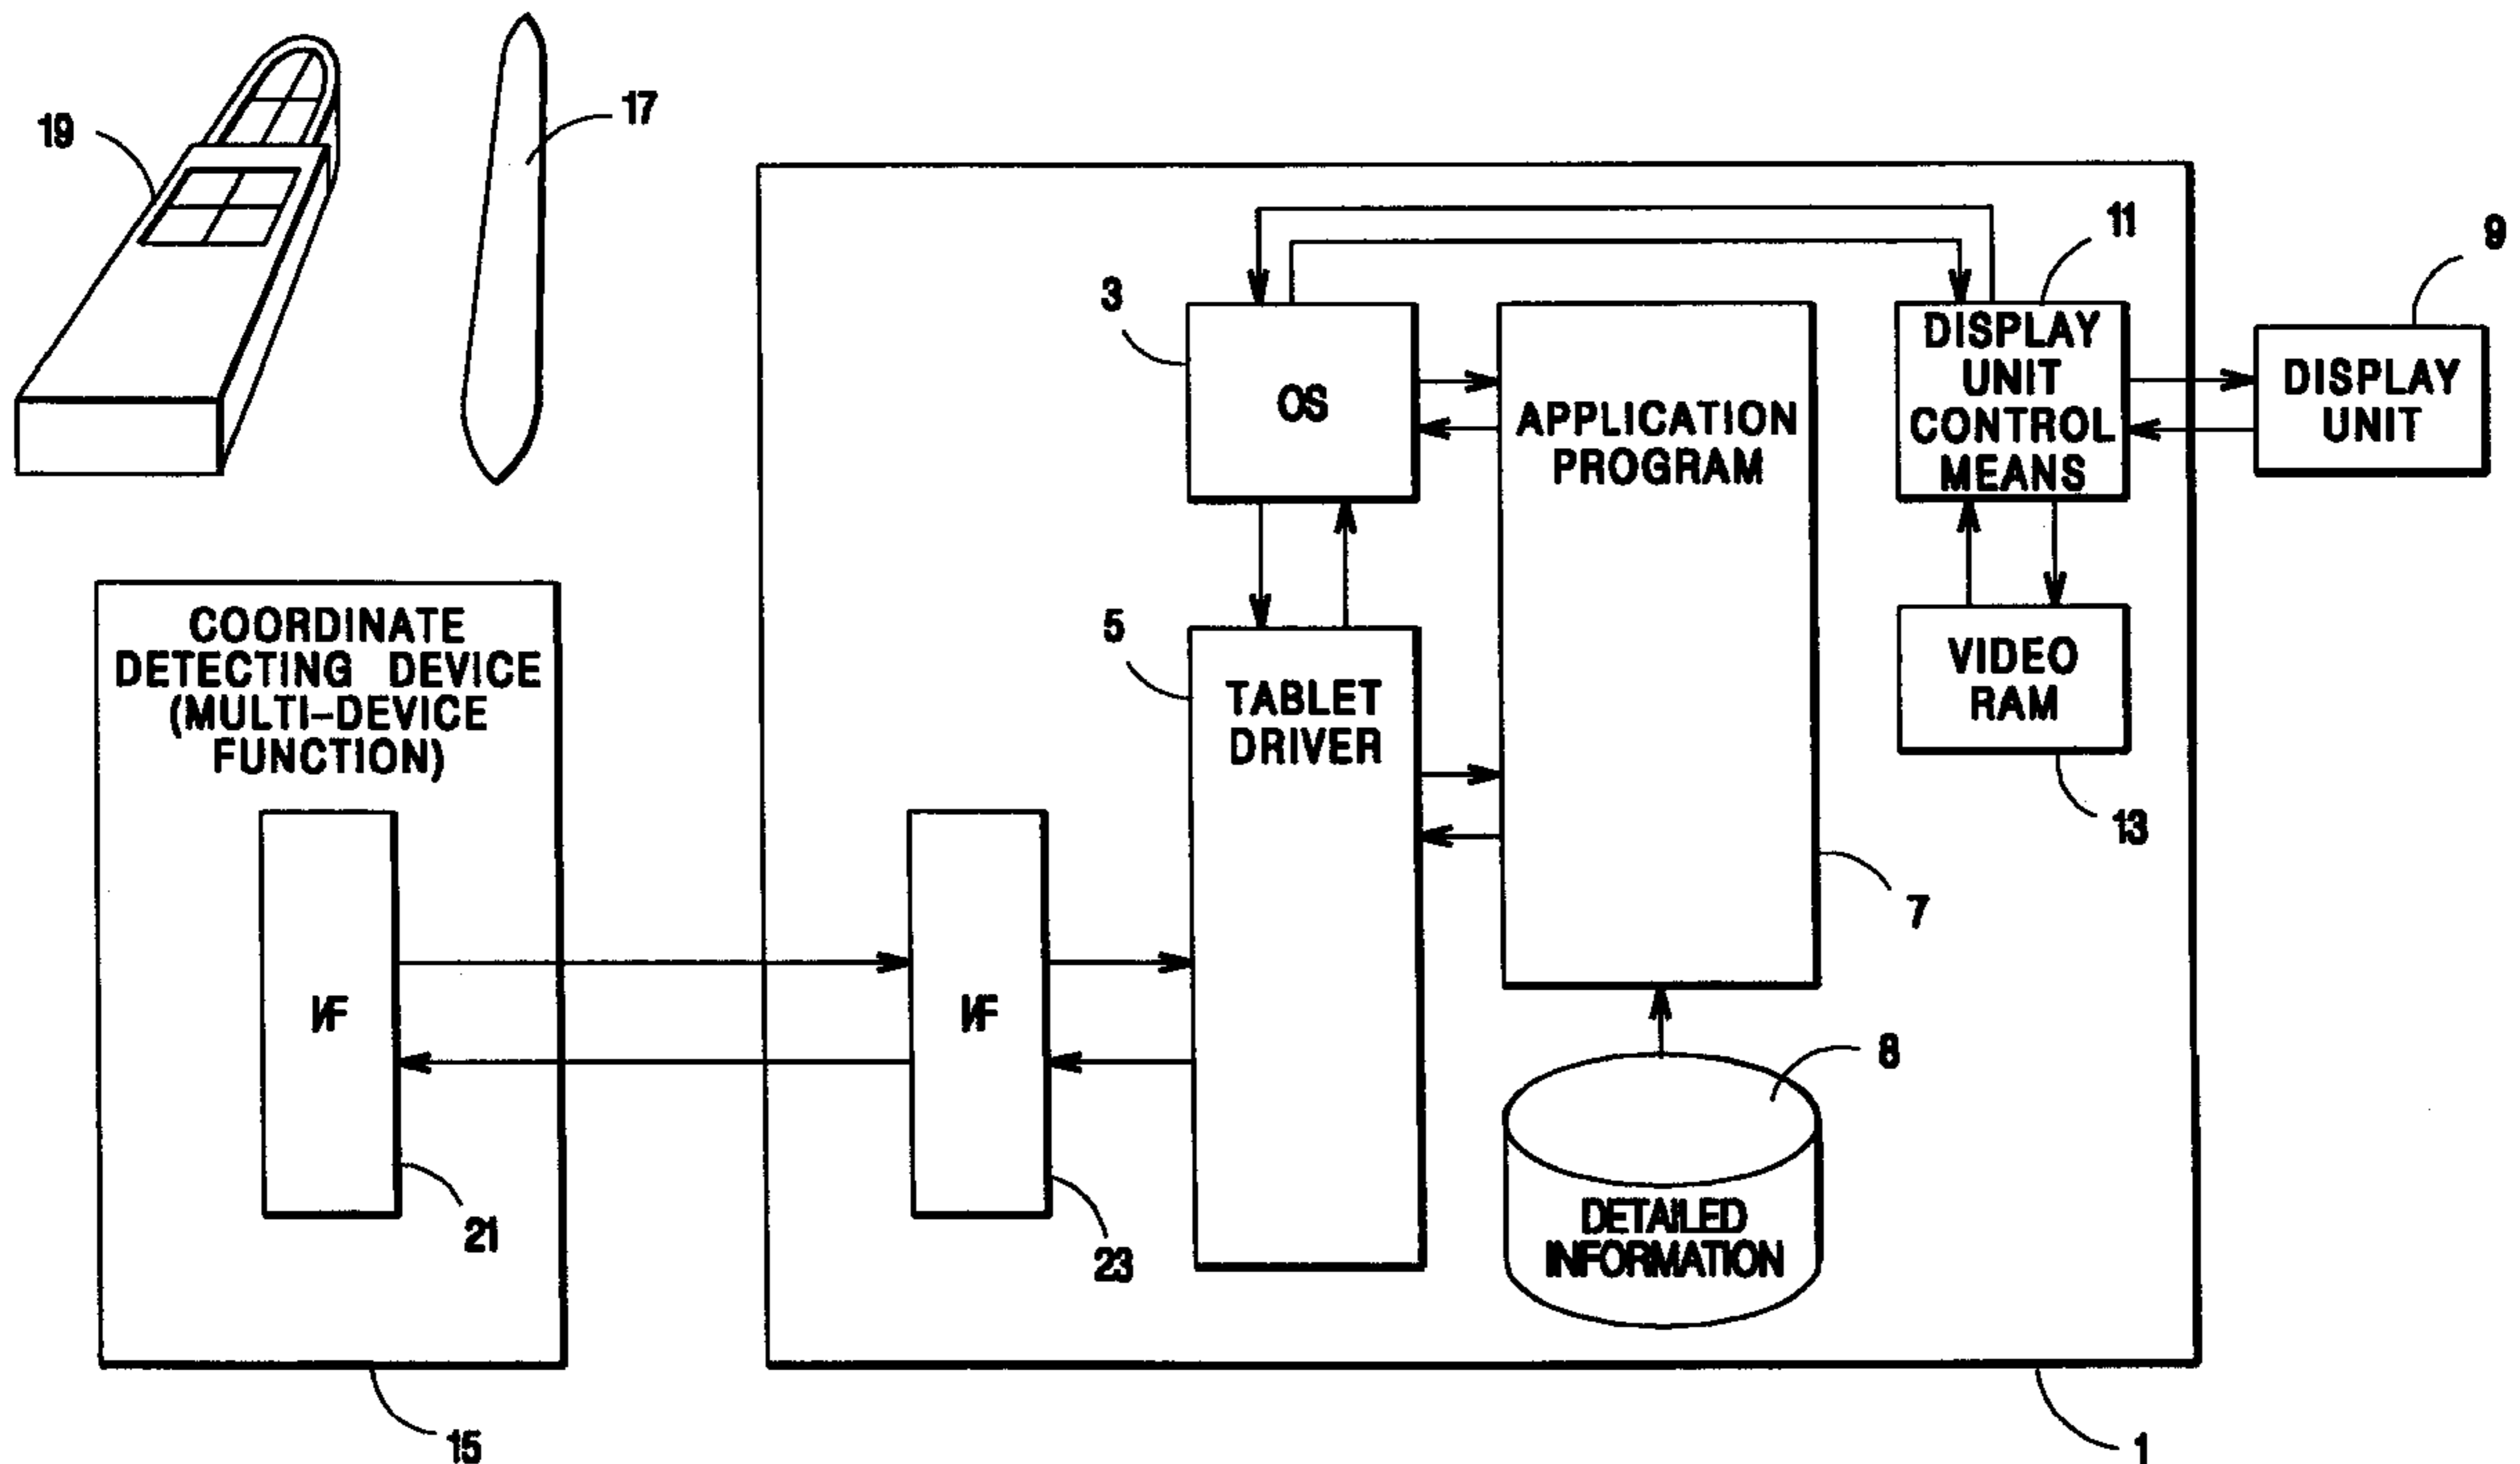 19
17
11
9
3
DISPLAY
UNIT
CONTROL
MEANS
DISPLAY
UNIT
OS
APPLICATION
PROGRAM
COORDINATE
DETECTING DEVICE
(MULTI-DEVICE
FUNCTION)
5
TABLET
DRIVER
VIDEO
RAM
13
7
I/F
I/F
8
21
23
DETAILED
INFORMATION
15
1